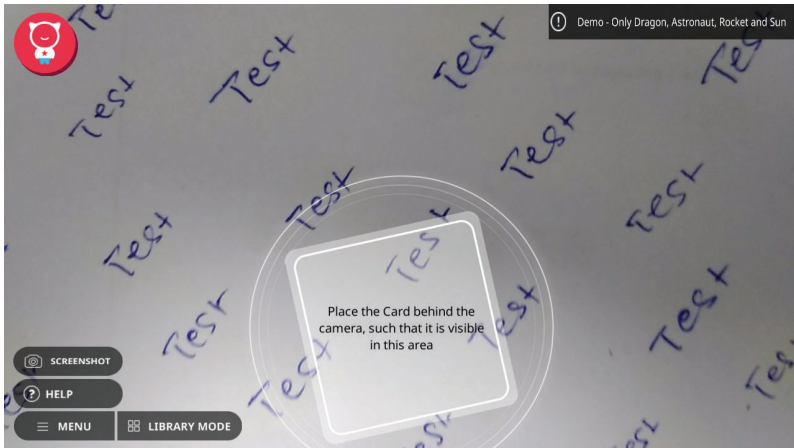 Te
Demo - Only Dragon, Astronaut, Rocket and Sun
Test
Test
Test
Test
Test
Test
Test
Test
Test
Test
Place the Card behind the
camera, such that it is visible
in this area
Test
Test
Test
Test
Tes
SCREENSHOT
HELP
MENU
LIBRARY MODE